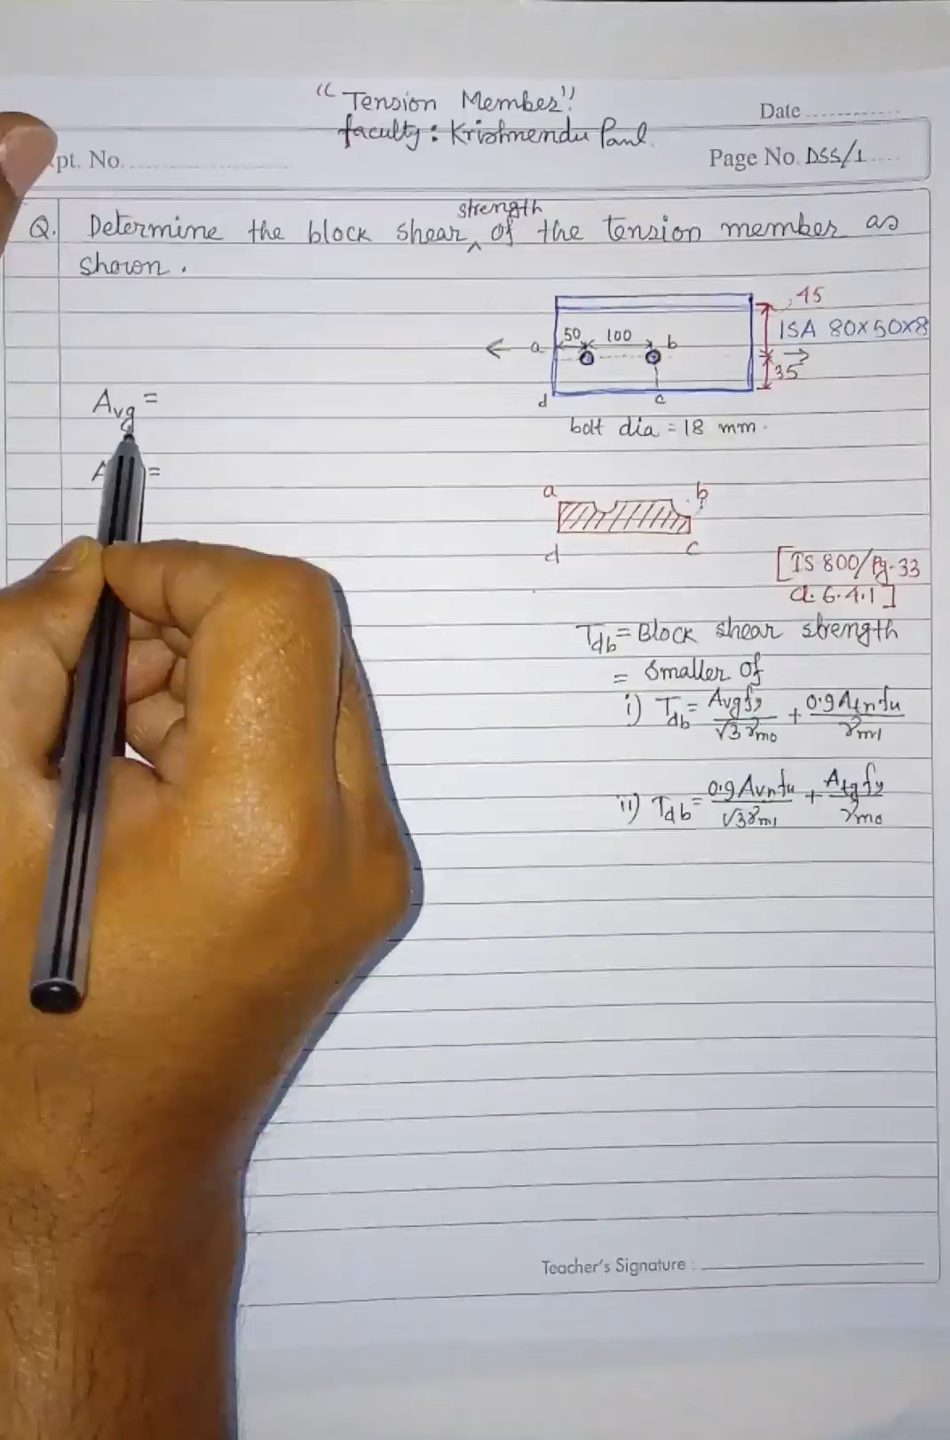 "Tension Member"
faculty: Krishnendu Paul
Date
pt. No.
Page No. DSS/1
strength
Q. Determine the block shear ^ of the tension member as
shown.
45
ISA 80x50x8
50 100
a b
35
d c
bolt dia = 18 mm.
Avg =
A =
a b
d c
[IS 800/Pg. 33
Cl. 6.4.1]
Tdb = Block shear strength
= Smaller of
i) Tdb = Avg fy / √3 γm0 + 0.9 Atn fu / γm1
ii) Tdb = 0.9 Avn fu / √3 γm1 + Atg fy / γm0
Teacher's Signature :